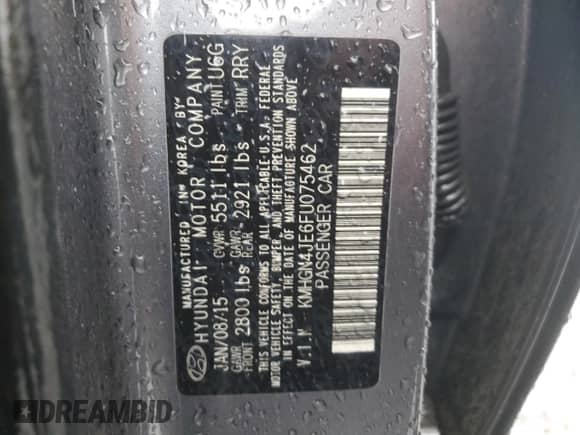 MANUFACTURED IN KOREA BY
HYUNDAI MOTOR COMPANY
JAN/08/15 GVWR 5511 lbs PAINT U6G
GAWR FRONT 2800 lbs GAWR REAR 2921 lbs TRIM RRY
THIS VEHICLE CONFORMS TO ALL APPLICABLE U.S.A. FEDERAL
MOTOR VEHICLE SAFETY, BUMPER, AND THEFT PREVENTION STANDARDS
IN EFFECT ON THE DATE OF MANUFACTURE SHOWN ABOVE
V.I.N KMHGN4JE6FU075462
PASSENGER CAR
DREAMBID